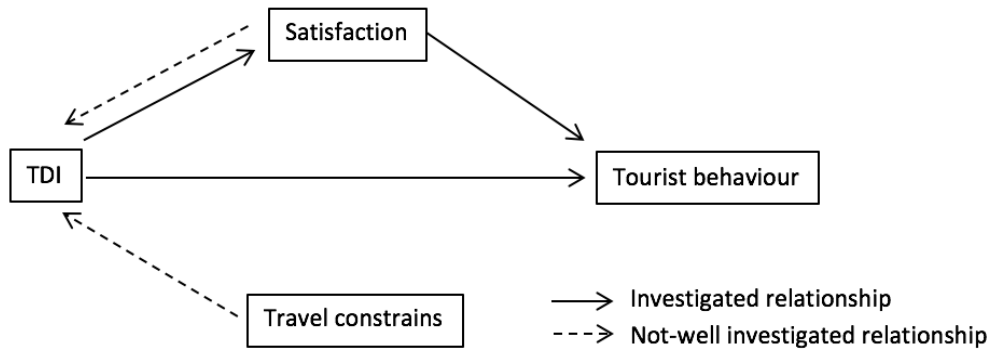 Satisfaction
TDI
Tourist behaviour
Travel constrains
Investigated relationship
Not-well investigated relationship